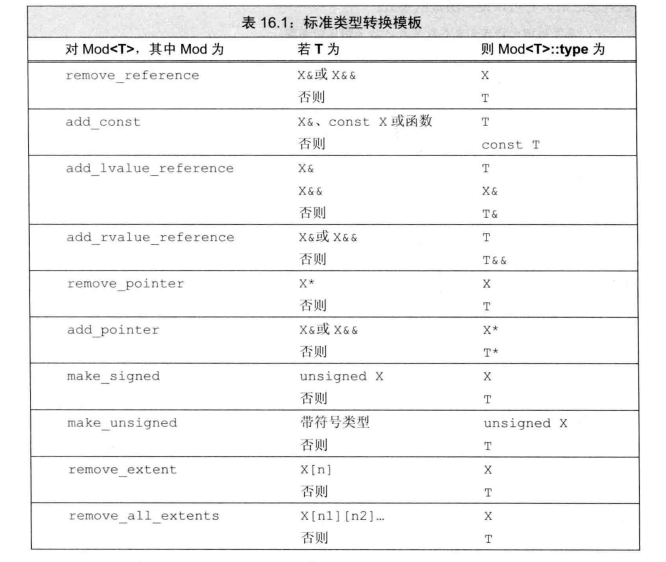 表 16.1：标准类型转换模板
对 Mod<T>，其中 Mod 为 若 T 为 则 Mod<T>::type 为
remove_reference X&或 X&& X
否则 T
add_const X&、const X 或函数 T
否则 const T
add_lvalue_reference X& T
X&& X&
否则 T&
add_rvalue_reference X&或 X&& T
否则 T&&
remove_pointer X* X
否则 T
add_pointer X&或 X&& X*
否则 T*
make_signed unsigned X X
否则 T
make_unsigned 带符号类型 unsigned X
否则 T
remove_extent X[n] X
否则 T
remove_all_extents X[n1][n2]… X
否则 T